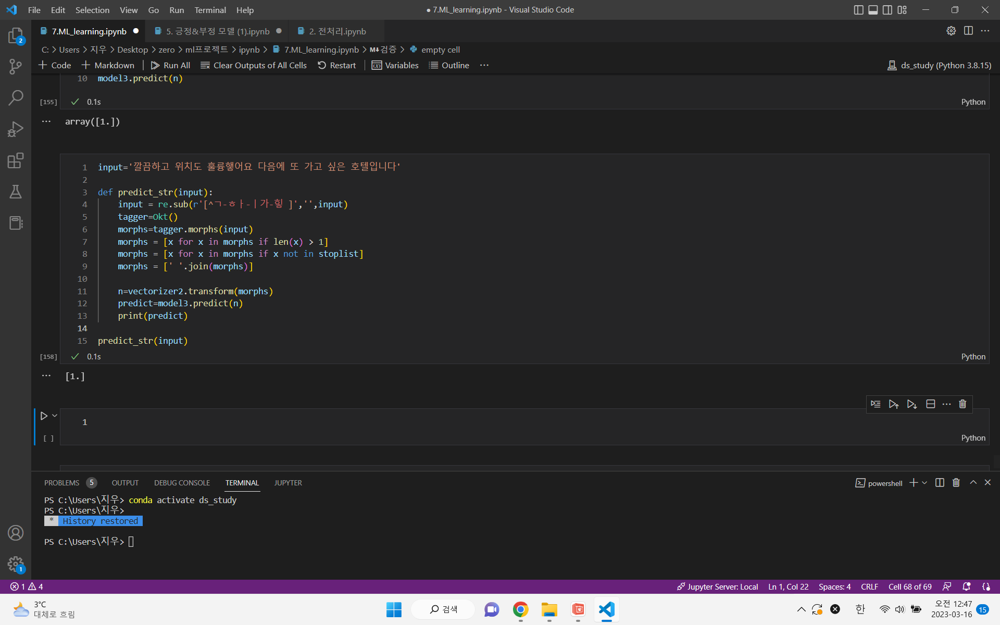 File Edit Selection View Go Run Terminal Help
● 7.ML_learning.ipynb - Visual Studio Code
7.ML_learning.ipynb ●
5. 긍정&부정 모델 (1).ipynb ●
2. 전처리.ipynb
2
C: > Users > 지우 > Desktop > zero > ml프로젝트 > ipynb > 7.ML_learning.ipynb > M↓검증 > empty cell
+ Code + Markdown | Run All Clear Outputs of All Cells Restart | Variables Outline ···
ds_study (Python 3.8.15)
10 model3.predict(n)
[155] ✓ 0.1s Python
··· array([1.])
1 input='깔끔하고 위치도 훌륭햏어요 다음에 또 가고 싶은 호텔입니다'
2
3 def predict_str(input):
4 input = re.sub(r'[^ㄱ-ㅎㅏ-ㅣ가-힣 ]','',input)
5 tagger=Okt()
6 morphs=tagger.morphs(input)
7 morphs = [x for x in morphs if len(x) > 1]
8 morphs = [x for x in morphs if x not in stoplist]
9 morphs = [' '.join(morphs)]
10
11 n=vectorizer2.transform(morphs)
12 predict=model3.predict(n)
13 print(predict)
14
15 predict_str(input)
[158] ✓ 0.1s Python
··· [1.]
1
[ ] Python
PROBLEMS 5 OUTPUT DEBUG CONSOLE TERMINAL JUPYTER
powershell
PS C:\Users\지우> conda activate ds_study
PS C:\Users\지우>
* History restored
PS C:\Users\지우>
1
1 4
Jupyter Server: Local Ln 1, Col 22 Spaces: 4 CRLF Cell 68 of 69
3℃
대체로 흐림
검색
한
오전 12:47
2023-03-16
15